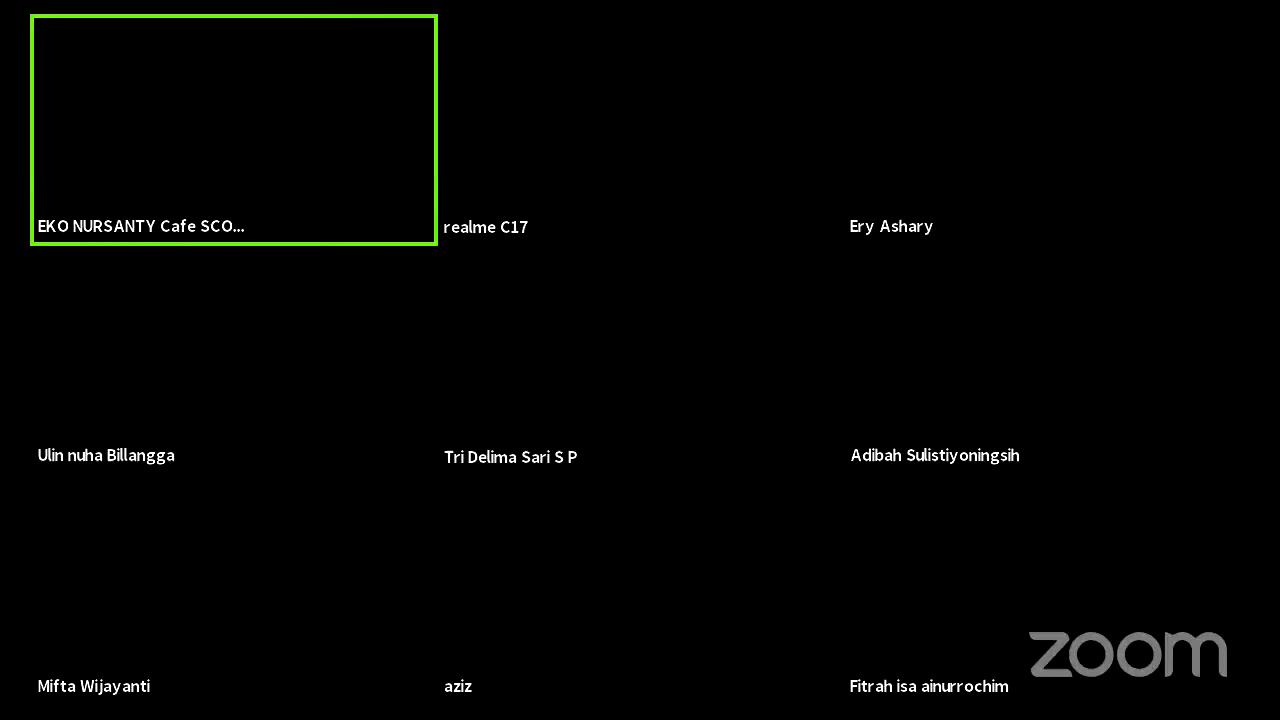 EKO NURSANTY Cafe SCO...
realme C17
Ery Ashary
Ulin nuha Billangga
Tri Delima Sari S P
Adibah Sulistiyoningsih
Mifta Wijayanti
aziz
Fitrah isa ainurrochim
zoom